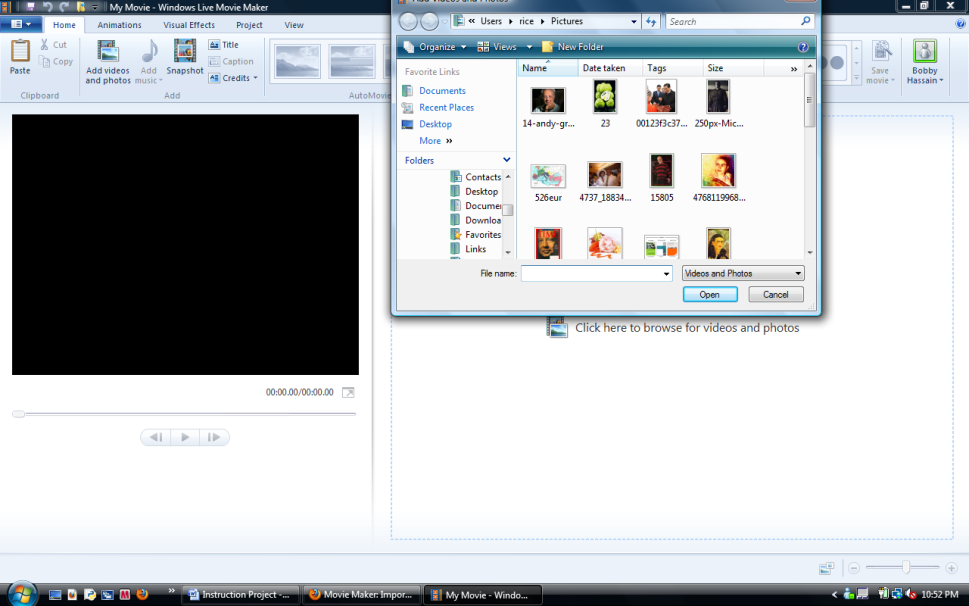 My Movie - Windows Live Movie Maker
Add Videos and Photos
Home Animations Visual Effects Project View
Paste
Cut
Copy
Clipboard
Add videos and photos
Add music
Snapshot
Title
Caption
Credits
Add
AutoMovie
Save movie
Bobby Hassain
« Users rice Pictures
Search
Organize Views New Folder
Favorite Links
Documents
Recent Places
Desktop
More »
Folders
Contacts
Desktop
Docume
Downloa
Favorites
Links
Name Date taken Tags Size »
14-andy-gr... 23 00123f3c37... 250px-Mic...
526eur 4737_18834... 15805 4768119968...
File name:
Videos and Photos
Open Cancel
Click here to browse for videos and photos
00:00.00/00:00.00
Instruction Project -... Movie Maker: Impor... My Movie - Windo... 10:52 PM